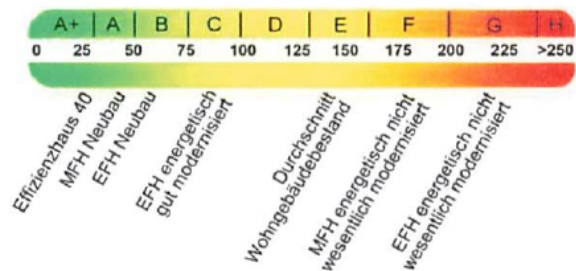 A+ A B C D E F G H
0 25 50 75 100 125 150 175 200 225 >250
Effizienzhaus 40
MFH Neubau
EFH Neubau
EFH energetisch
gut modernisiert
Durchschnitt
Wohngebäudebestand
MFH energetisch nicht
wesentlich modernisiert
EFH energetisch nicht
wesentlich modernisiert